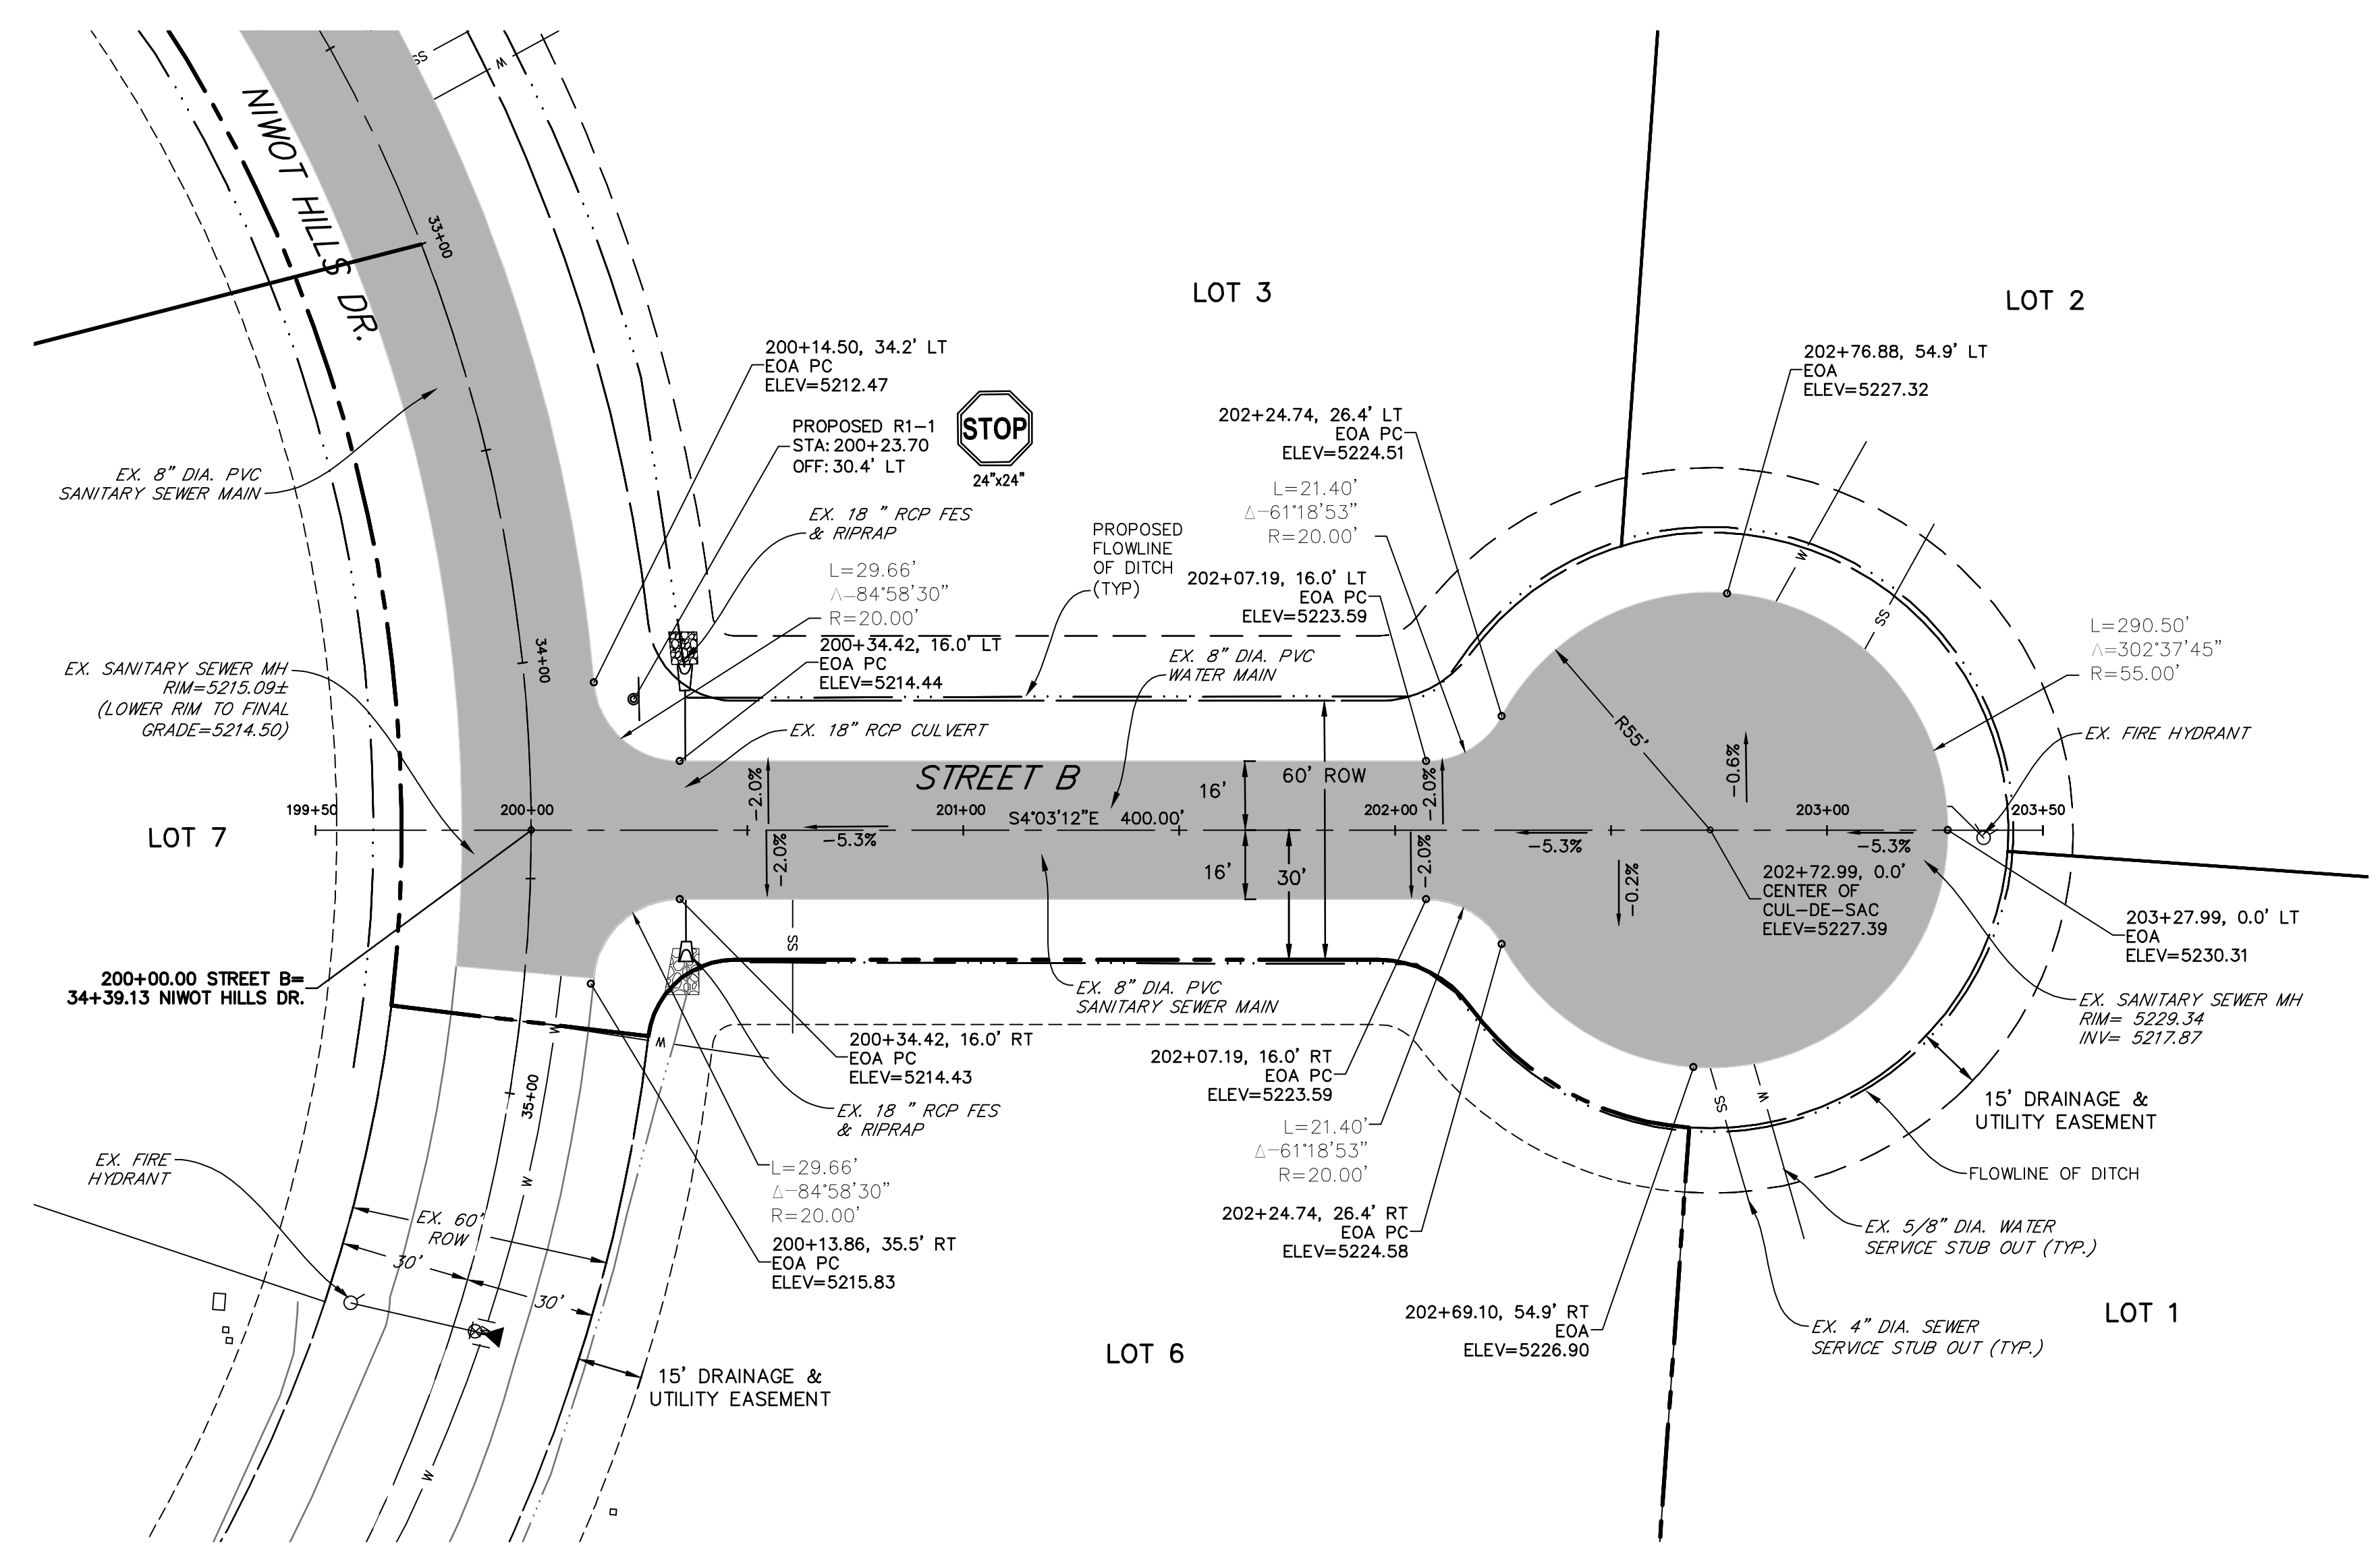 SS
W
NIWOT HILLS DR.
33+00
LOT 3
LOT 2
200+14.50, 34.2' LT
EOA PC
ELEV=5212.47
PROPOSED R1-1
STA: 200+23.70
OFF: 30.4' LT
STOP
24"x24"
202+76.88, 54.9' LT
EOA
ELEV=5227.32
202+24.74, 26.4' LT
EOA PC
ELEV=5224.51
EX. 8" DIA. PVC
SANITARY SEWER MAIN
EX. 18 " RCP FES
& RIPRAP
L=21.40'
Δ=61°18'53"
R=20.00'
PROPOSED
FLOWLINE
OF DITCH
(TYP)
L=29.66'
Δ=84°58'30"
R=20.00'
202+07.19, 16.0' LT
EOA PC
ELEV=5223.59
W
SS
34+00
200+34.42, 16.0' LT
EOA PC
ELEV=5214.44
EX. 8" DIA. PVC
WATER MAIN
L=290.50'
Δ=302°37'45"
R=55.00'
EX. SANITARY SEWER MH
RIM=5215.09±
(LOWER RIM TO FINAL
GRADE=5214.50)
EX. 18" RCP CULVERT
R55'
EX. FIRE HYDRANT
STREET B
60' ROW
-2.0%
-2.0%
-0.6%
16'
199+50
200+00
201+00
S4°03'12"E 400.00'
202+00
203+00
203+50
LOT 7
-5.3%
-5.3%
-5.3%
-2.0%
-2.0%
-0.2%
16'
30'
202+72.99, 0.0'
CENTER OF
CUL-DE-SAC
ELEV=5227.39
203+27.99, 0.0' LT
EOA
ELEV=5230.31
SS
200+00.00 STREET B=
34+39.13 NIWOT HILLS DR.
EX. 8" DIA. PVC
SANITARY SEWER MAIN
EX. SANITARY SEWER MH
RIM= 5229.34
INV= 5217.87
W
W
200+34.42, 16.0' RT
EOA PC
ELEV=5214.43
202+07.19, 16.0' RT
EOA PC
ELEV=5223.59
35+00
SS
W
15' DRAINAGE &
UTILITY EASEMENT
EX. 18 " RCP FES
& RIPRAP
L=21.40'
Δ=61°18'53"
R=20.00'
EX. FIRE
HYDRANT
W
L=29.66'
Δ=84°58'30"
R=20.00'
FLOWLINE OF DITCH
EX. 60'
ROW
30'
30'
200+13.86, 35.5' RT
EOA PC
ELEV=5215.83
202+24.74, 26.4' RT
EOA PC
ELEV=5224.58
EX. 5/8" DIA. WATER
SERVICE STUB OUT (TYP.)
202+69.10, 54.9' RT
EOA
ELEV=5226.90
LOT 1
EX. 4" DIA. SEWER
SERVICE STUB OUT (TYP.)
LOT 6
15' DRAINAGE &
UTILITY EASEMENT
W